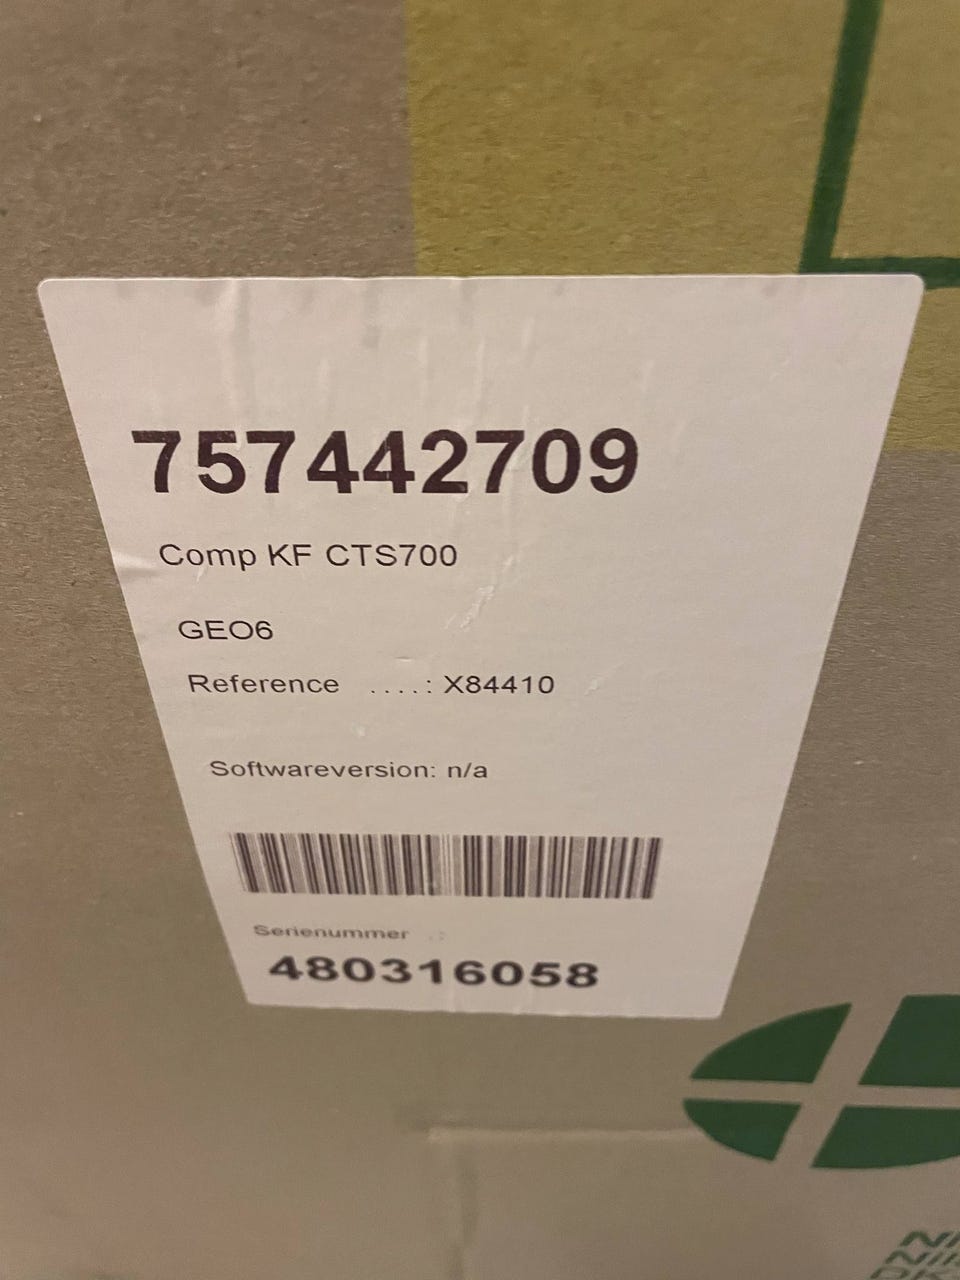 757442709
Comp KF CTS700
GEO6
Reference ....: X84410
Softwareversion: n/a
Serienummer .:
480316058